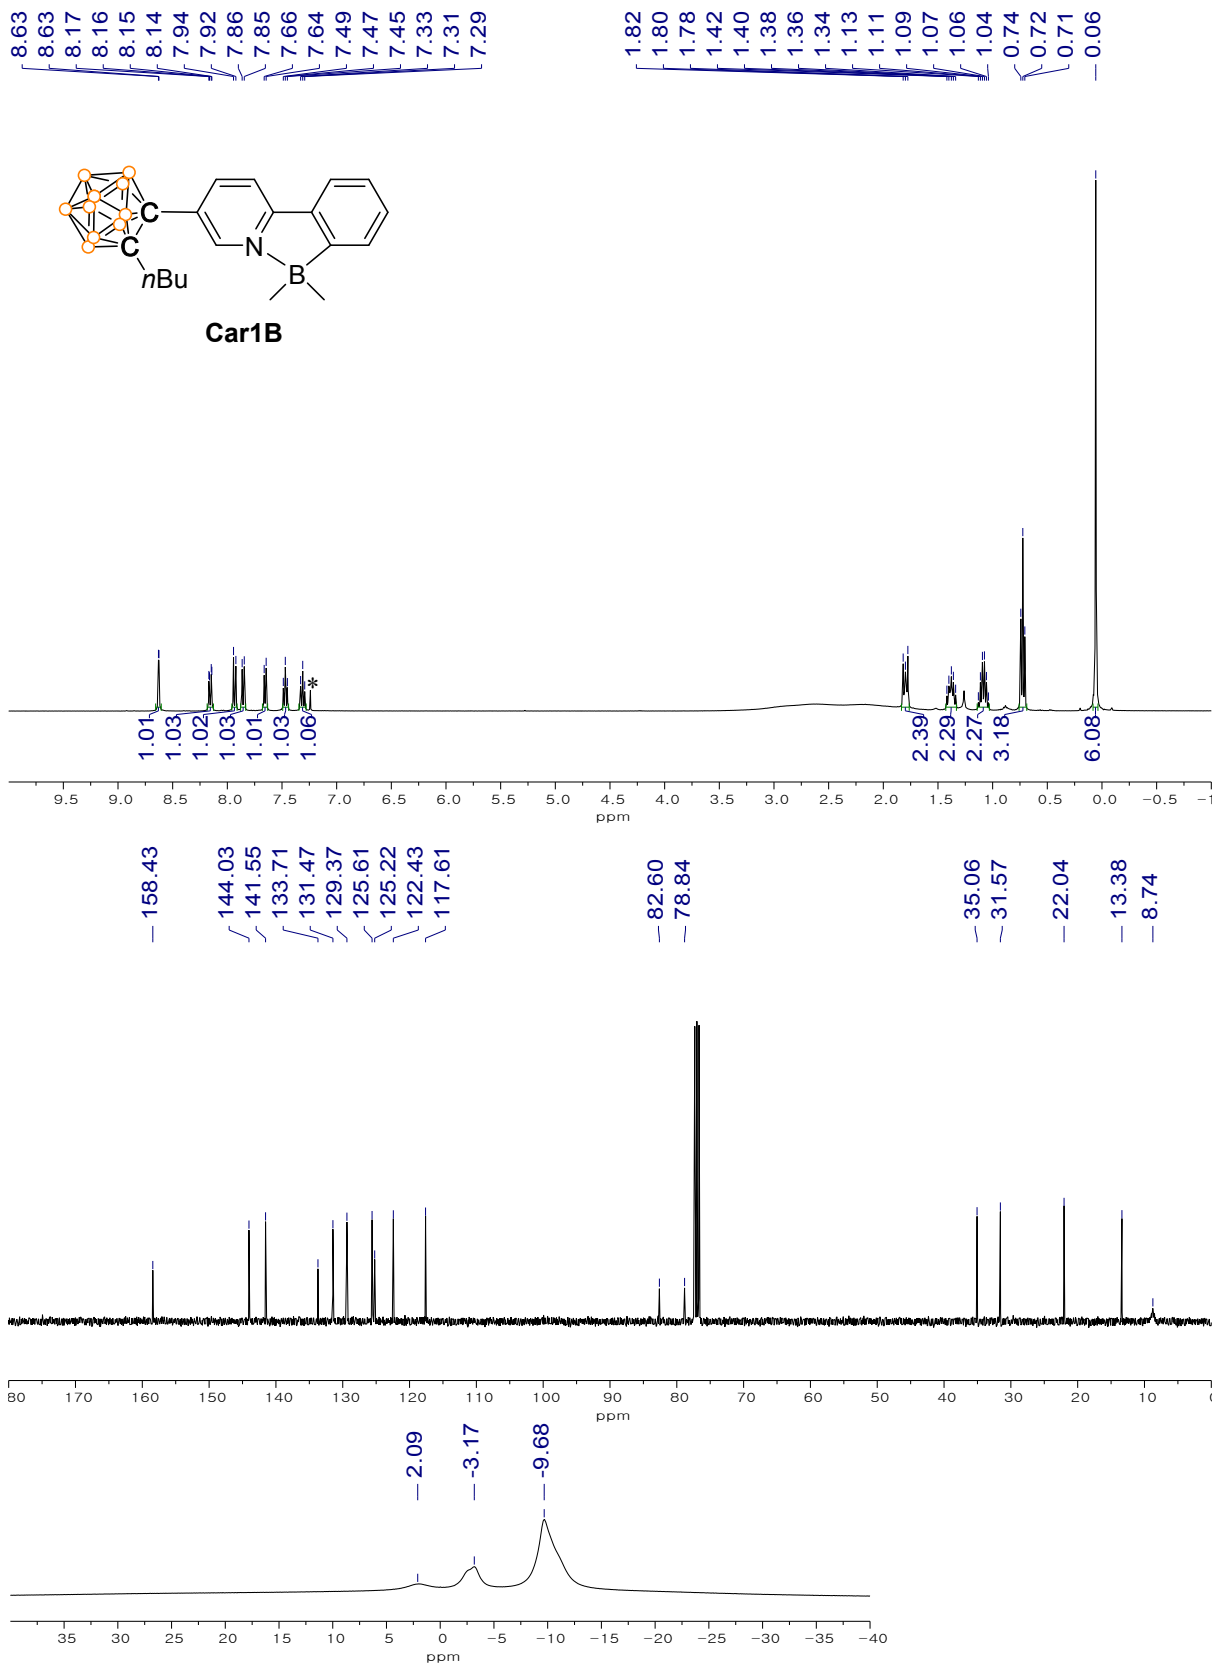 8.63 8.63 8.17 8.16 8.15 8.14 7.94 7.92 7.86 7.85 7.66 7.64 7.49 7.47 7.45 7.33 7.31 7.29 1.82 1.80 1.78 1.42 1.40 1.38 1.36 1.34 1.13 1.11 1.09 1.07 1.06 1.04 0.74 0.72 0.71 0.06
C
C N
B
nBu
Car1B
*
1.01 1.03 1.02 1.03 1.01 1.03 1.06 2.39 2.29 2.27 3.18 6.08
9.5 9.0 8.5 8.0 7.5 7.0 6.5 6.0 5.5 5.0 4.5 4.0 3.5 3.0 2.5 2.0 1.5 1.0 0.5 0.0 -0.5 -1
ppm
158.43 144.03 141.55 133.71 131.47 129.37 125.61 125.22 122.43 117.61 82.60 78.84 35.06 31.57 22.04 13.38 8.74
80 170 160 150 140 130 120 110 100 90 80 70 60 50 40 30 20 10 0
ppm
2.09 -3.17 -9.68
35 30 25 20 15 10 5 0 -5 -10 -15 -20 -25 -30 -35 -40
ppm